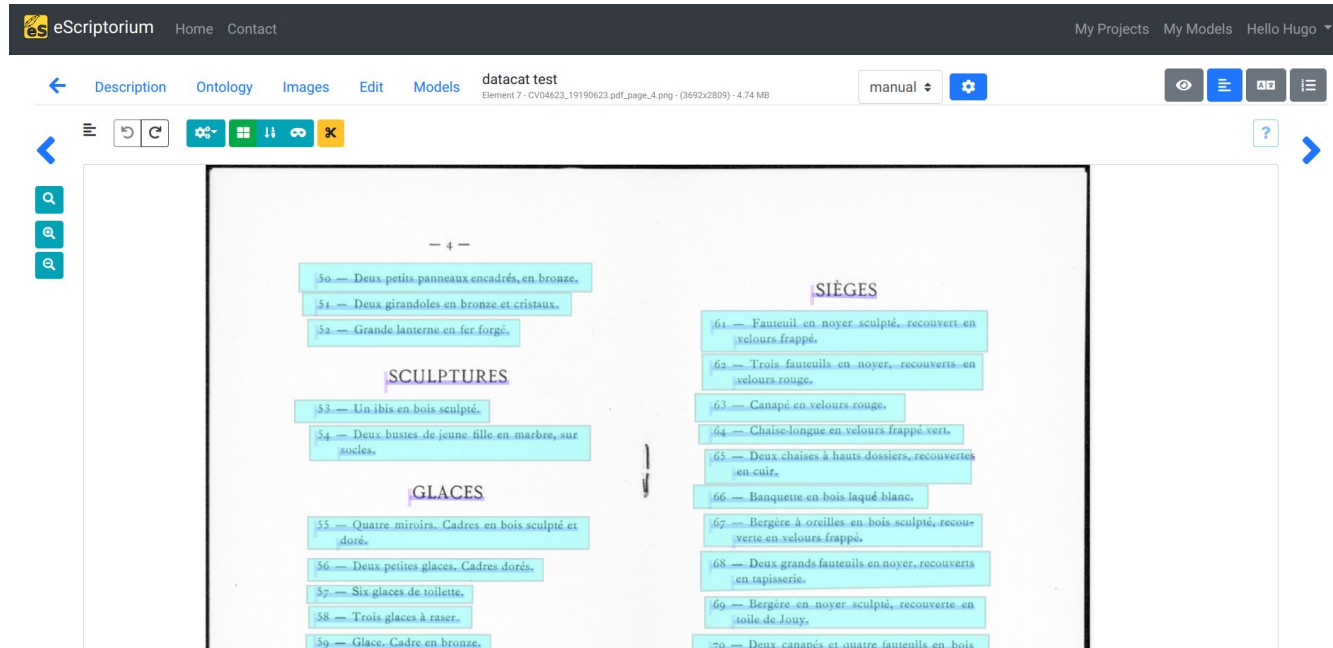 eScriptorium Home Contact My Projects My Models Hello Hugo
Description Ontology Images Edit Models datacat test manual
Element 7 - CV04623_19190623.pdf_page_4.png - (3692x2809) - 4.74 MB
?
— 4 —
50 — Deux petits panneaux encadrés, en bronze.
51 — Deux girandoles en bronze et cristaux.
52 — Grande lanterne en fer forgé.
SCULPTURES
53 — Un ibis en bois sculpté.
54 — Deux bustes de jeune fille en marbre, sur
socles.
GLACES
55 — Quatre miroirs. Cadres en bois sculpté et
doré.
56 — Deux petites glaces. Cadres dorés.
57 — Six glaces de toilette.
58 — Trois glaces à raser.
59 — Glace. Cadre en bronze.
SIÈGES
61 — Fauteuil en noyer sculpté, recouvert en
velours frappé.
62 — Trois fauteuils en noyer, recouverts en
velours rouge.
63 — Canapé en velours rouge.
64 — Chaise-longue en velours frappé vert.
65 — Deux chaises à hauts dossiers, recouvertes
en cuir.
66 — Banquette en bois laqué blanc.
67 — Bergère à oreilles en bois sculpté, recou-
verte en velours frappé.
68 — Deux grands fauteuils en noyer, recouverts
en tapisserie.
69 — Bergère en noyer sculpté, recouverte en
toile de Jouy.
70 — Deux canapés et quatre fauteuils en bois